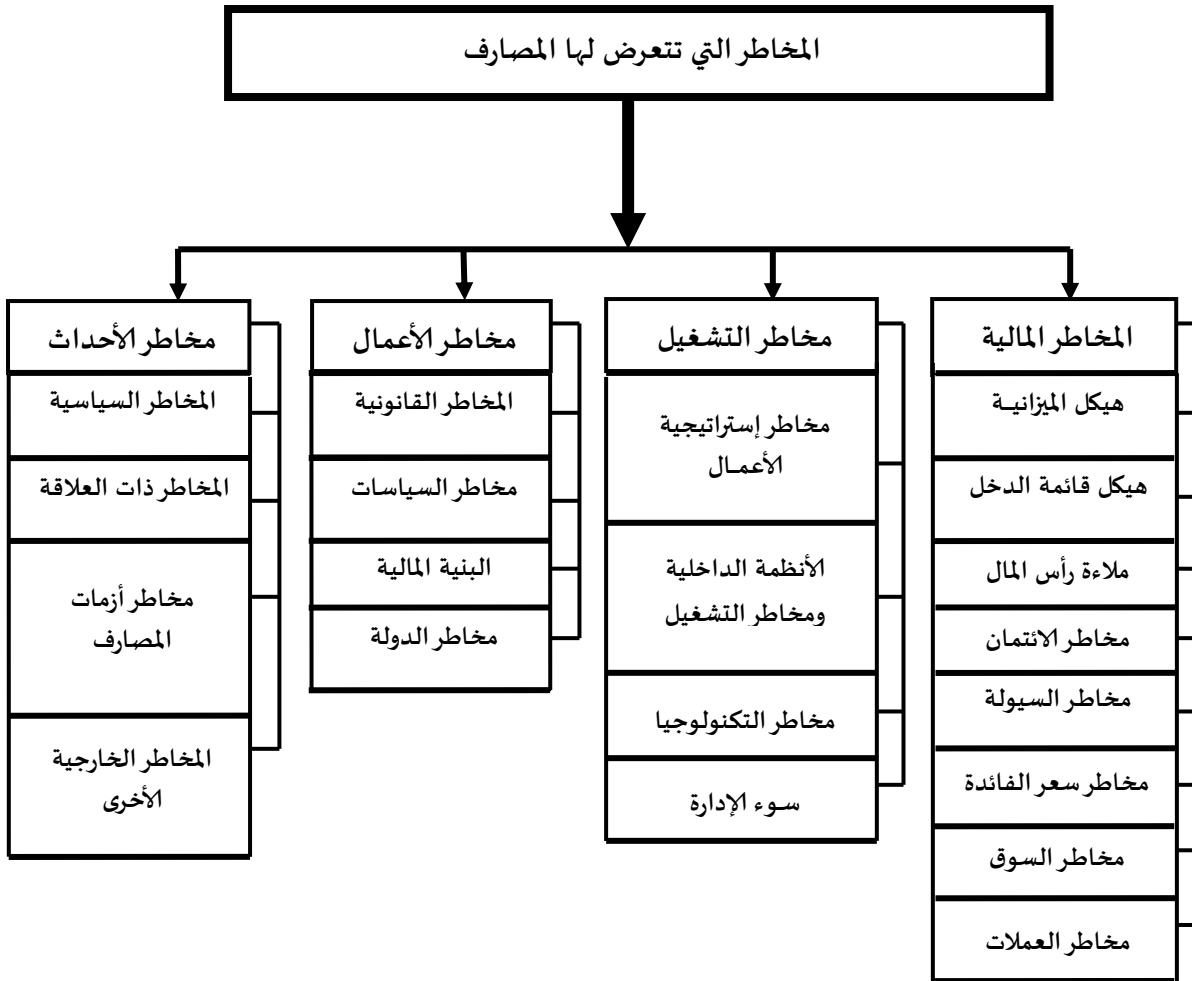 المخاطر التي تتعرض لها المصارف
المخاطر المالية
هيكل الميزانيـة
هيكل قائمة الدخل
ملاءة رأس المال
مخاطر الائتمان
مخاطر السيولة
مخاطر سعر الفائدة
مخاطر السوق
مخاطر العملات
مخاطر التشغيل
مخاطر إستراتيجية
الأعمـال
الأنظمة الداخلية
ومخاطر التشغيل
مخاطر التكنولوجيا
سـوء الإدارة
مخاطر الأعمال
المخاطر القانونية
مخاطر السياسات
البنية المالية
مخاطر الدولة
مخاطر الأحداث
المخاطر السياسية
المخاطر ذات العلاقة
مخاطر أزمات
المصارف
المخاطر الخارجية
الأخرى